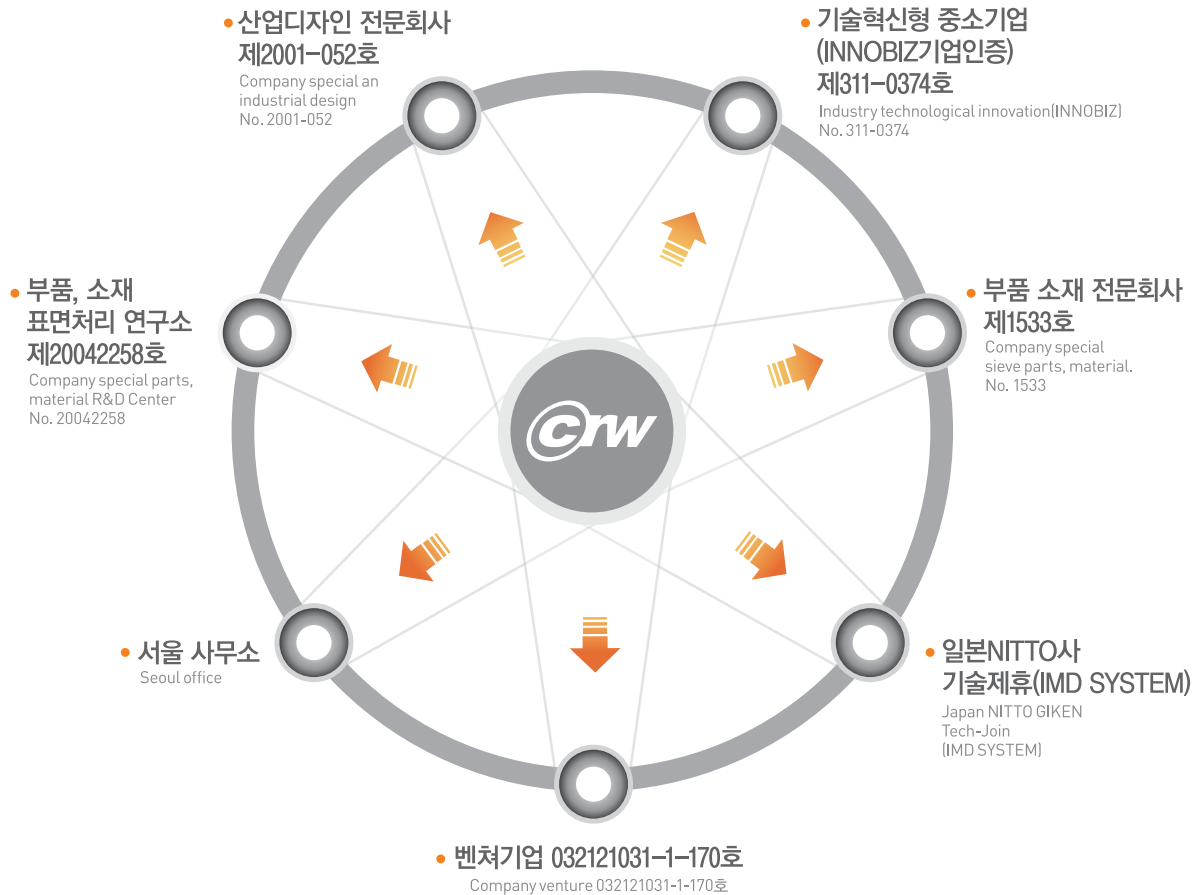 산업디자인 전문회사
제2001-052호
Company special an
industrial design
No. 2001-052
기술혁신형 중소기업
(INNOBIZ기업인증)
제311-0374호
Industry technological innovation(INNOBIZ)
No. 311-0374
부품, 소재
표면처리 연구소
제20042258호
Company special parts,
material R&D Center
No. 20042258
부품 소재 전문회사
제1533호
Company special
sieve parts, material.
No. 1533
crw
서울 사무소
Seoul office
일본NITTO사
기술제휴(IMD SYSTEM)
Japan NITTO GIKEN
Tech-Join
(IMD SYSTEM)
벤쳐기업 032121031-1-170호
Company venture 032121031-1-170호